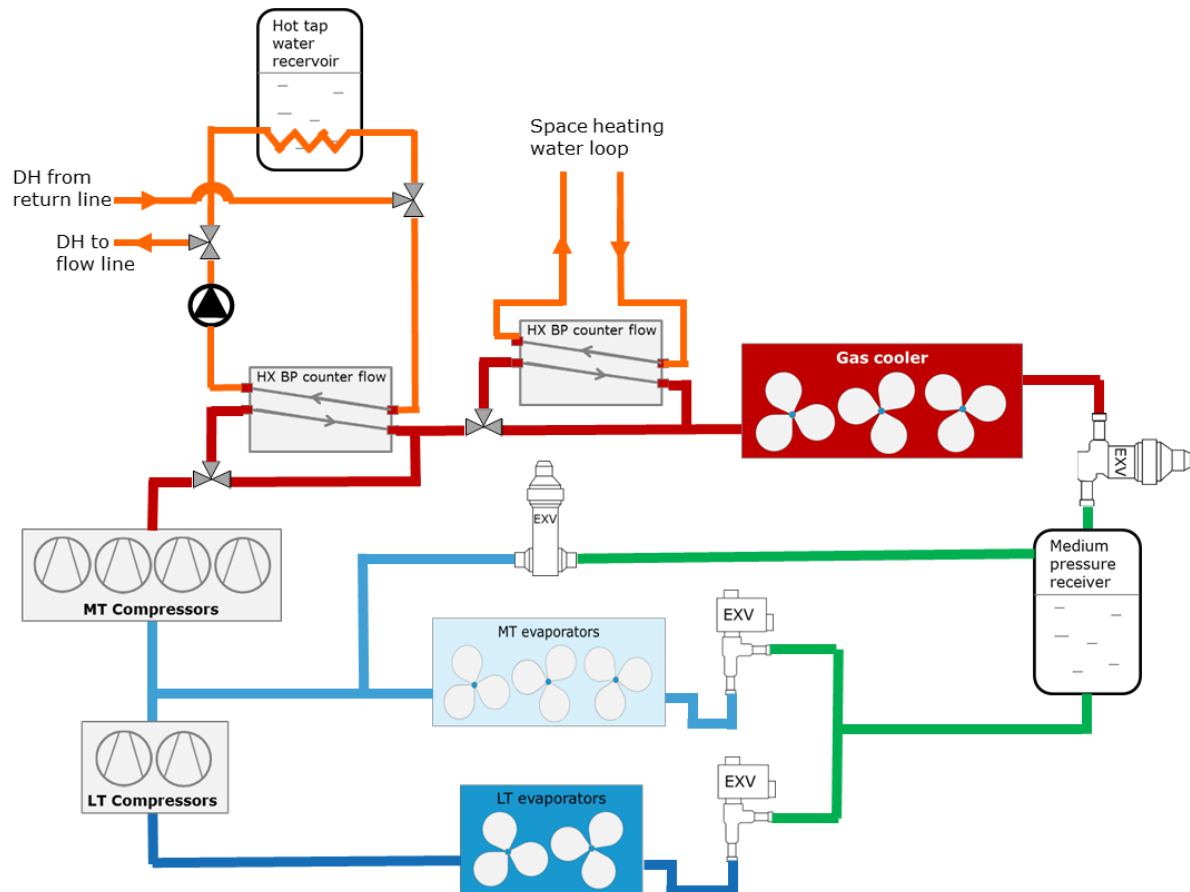 Hot tap
water
recervoir
Space heating
water loop
DH from
return line
DH to
flow line
HX BP counter flow
HX BP counter flow
Gas cooler
EXV
EXV
Medium
pressure
receiver
MT Compressors
MT evaporators
EXV
LT Compressors
LT evaporators
EXV